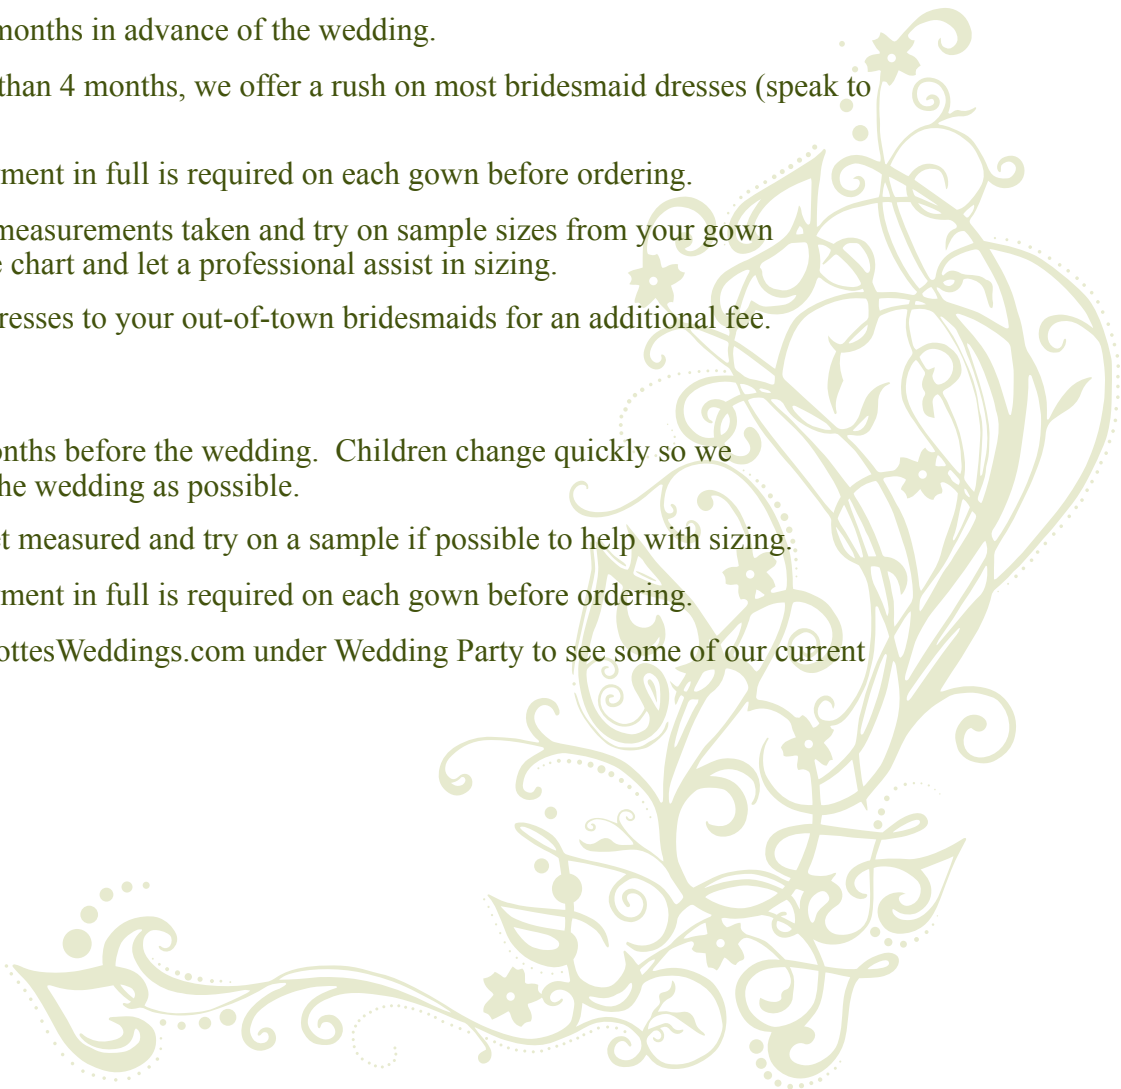 months in advance of the wedding.
than 4 months, we offer a rush on most bridesmaid dresses (speak to
ment in full is required on each gown before ordering.
measurements taken and try on sample sizes from your gown
chart and let a professional assist in sizing.
resses to your out-of-town bridesmaids for an additional fee.
nths before the wedding.  Children change quickly so we
he wedding as possible.
t measured and try on a sample if possible to help with sizing.
ment in full is required on each gown before ordering.
ottesWeddings.com under Wedding Party to see some of our current